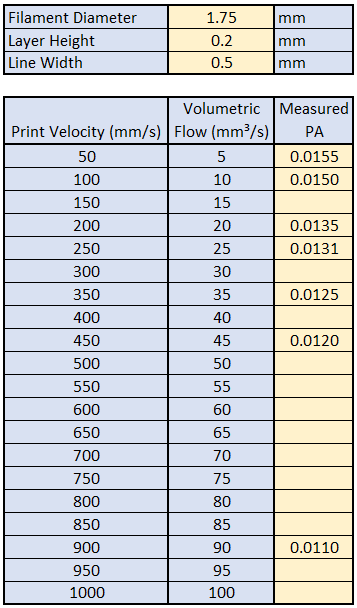 Filament Diameter 1.75 mm
Layer Height 0.2 mm
Line Width 0.5 mm
Volumetric Measured
Print Velocity (mm/s) Flow (mm³/s) PA
50 5 0.0155
100 10 0.0150
150 15
200 20 0.0135
250 25 0.0131
300 30
350 35 0.0125
400 40
450 45 0.0120
500 50
550 55
600 60
650 65
700 70
750 75
800 80
850 85
900 90 0.0110
950 95
1000 100